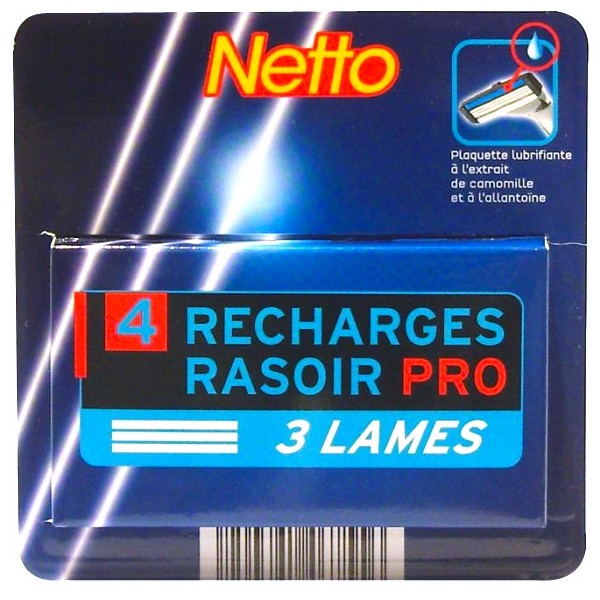 Netto
Plaquette lubrifiante
à l'extrait
de camomille
et à l'allantoïne
4 RECHARGES
RASOIR PRO
3 LAMES